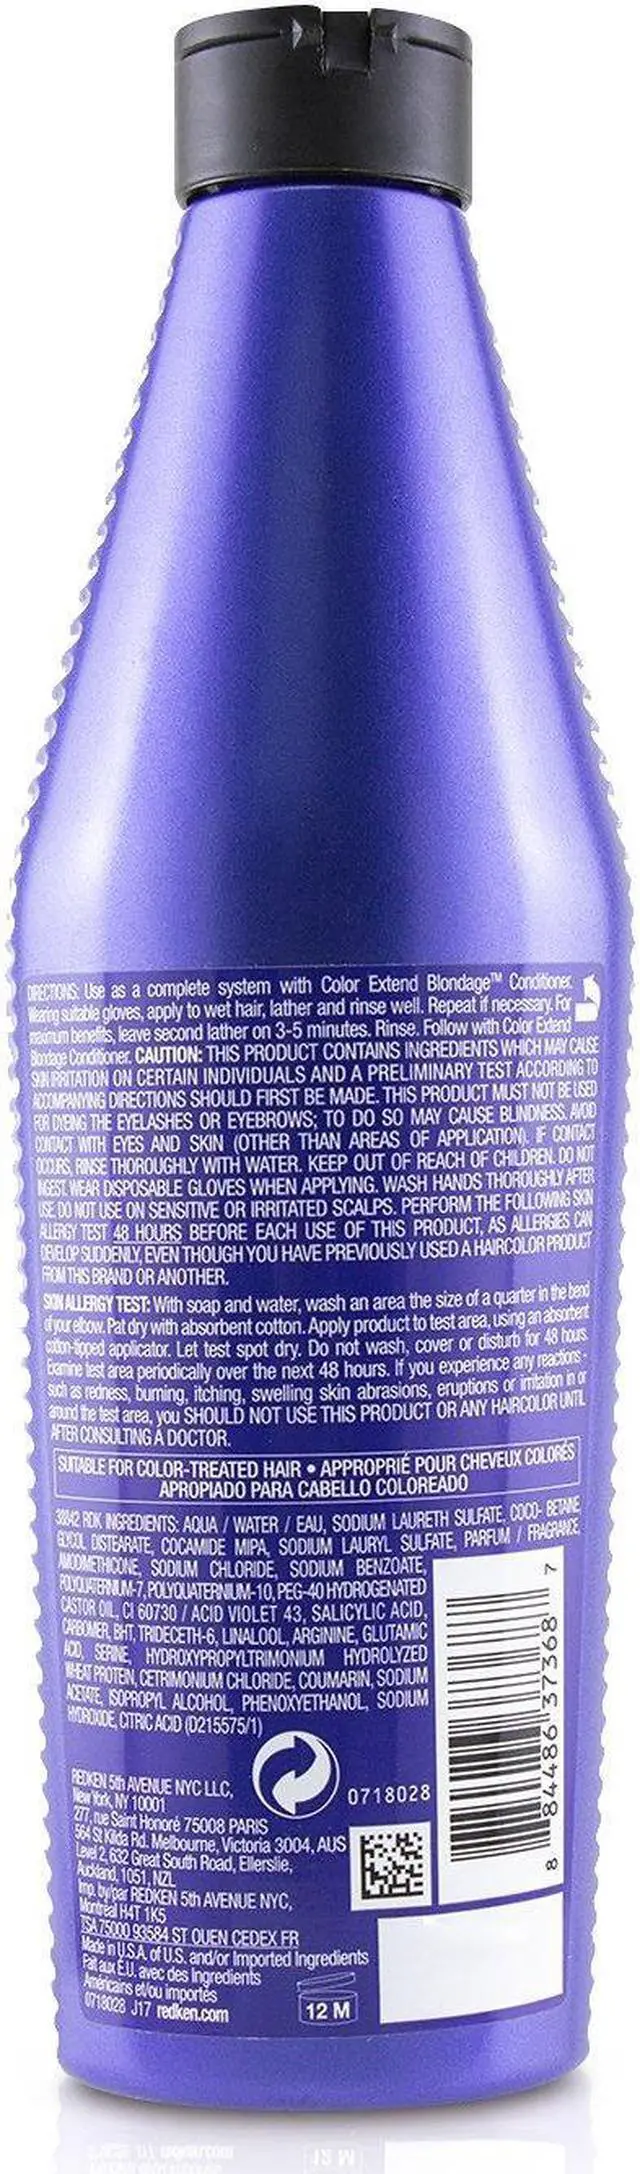 DIRECTIONS: Use as a complete system with Color Extend Blondage™ Conditioner.
Wearing suitable gloves, apply to wet hair, lather and rinse well. Repeat if necessary. For
maximum benefits, leave second lather on 3-5 minutes. Rinse. Follow with Color Extend
Blondage Conditioner. CAUTION: THIS PRODUCT CONTAINS INGREDIENTS WHICH MAY CAUSE
SKIN IRRITATION ON CERTAIN INDIVIDUALS AND A PRELIMINARY TEST ACCORDING TO
ACCOMPANYING DIRECTIONS SHOULD FIRST BE MADE. THIS PRODUCT MUST NOT BE USED
FOR DYEING THE EYELASHES OR EYEBROWS; TO DO SO MAY CAUSE BLINDNESS. AVOID
CONTACT WITH EYES AND SKIN (OTHER THAN AREAS OF APPLICATION). IF CONTACT
OCCURS, RINSE THOROUGHLY WITH WATER. KEEP OUT OF REACH OF CHILDREN. DO NOT
INGEST. WEAR DISPOSABLE GLOVES WHEN APPLYING. WASH HANDS THOROUGHLY AFTER
USE. DO NOT USE ON SENSITIVE OR IRRITATED SCALPS. PERFORM THE FOLLOWING SKIN
ALLERGY TEST 48 HOURS BEFORE EACH USE OF THIS PRODUCT, AS ALLERGIES CAN
DEVELOP SUDDENLY, EVEN THOUGH YOU HAVE PREVIOUSLY USED A HAIRCOLOR PRODUCT
FROM THIS BRAND OR ANOTHER.
SKIN ALLERGY TEST: With soap and water, wash an area the size of a quarter in the bend
of your elbow. Pat dry with absorbent cotton. Apply product to test area, using an absorbent
cotton-tipped applicator. Let test spot dry. Do not wash, cover or disturb for 48 hours.
Examine test area periodically over the next 48 hours. If you experience any reactions -
such as redness, burning, itching, swelling skin abrasions, eruptions or irritation in or
around the test area, you SHOULD NOT USE THIS PRODUCT OR ANY HAIRCOLOR UNTIL
AFTER CONSULTING A DOCTOR.
SUITABLE FOR COLOR-TREATED HAIR • APPROPRIÉ POUR CHEVEUX COLORÉS
APROPIADO PARA CABELLO COLOREADO
38842 RDK INGREDIENTS: AQUA / WATER / EAU, SODIUM LAURETH SULFATE, COCO- BETAINE,
GLYCOL DISTEARATE, COCAMIDE MIPA, SODIUM LAURYL SULFATE, PARFUM / FRAGRANCE,
AMODIMETHICONE, SODIUM CHLORIDE, SODIUM BENZOATE,
POLYQUATERNIUM-7, POLYQUATERNIUM-10, PEG-40 HYDROGENATED
CASTOR OIL, CI 60730 / ACID VIOLET 43, SALICYLIC ACID,
CARBOMER, BHT, TRIDECETH-6, LINALOOL, ARGININE, GLUTAMIC
ACID, SERINE, HYDROXYPROPYLTRIMONIUM HYDROLYZED
WHEAT PROTEIN, CETRIMONIUM CHLORIDE, COUMARIN, SODIUM
ACETATE, ISOPROPYL ALCOHOL, PHENOXYETHANOL, SODIUM
HYDROXIDE, CITRIC ACID (D215575/1)
8 84486 37368 7
0718028
REDKEN 5th AVENUE NYC LLC,
New York, NY 10001
277, rue Saint Honoré 75008 PARIS
564 St Kilda Rd. Melbourne, Victoria 3004, AUS
Level 2, 632 Great South Road, Ellerslie,
Auckland. 1051, NZL
Imp. by/par REDKEN 5th AVENUE NYC,
Montréal H4T 1K5
TSA 75000 93584 ST OUEN CEDEX FR
Made in U.S.A. of U.S. and/or Imported Ingredients
Fait aux É.U. avec des Ingredients
Américains et/ou importés
0718028 J17 redken.com
12 M